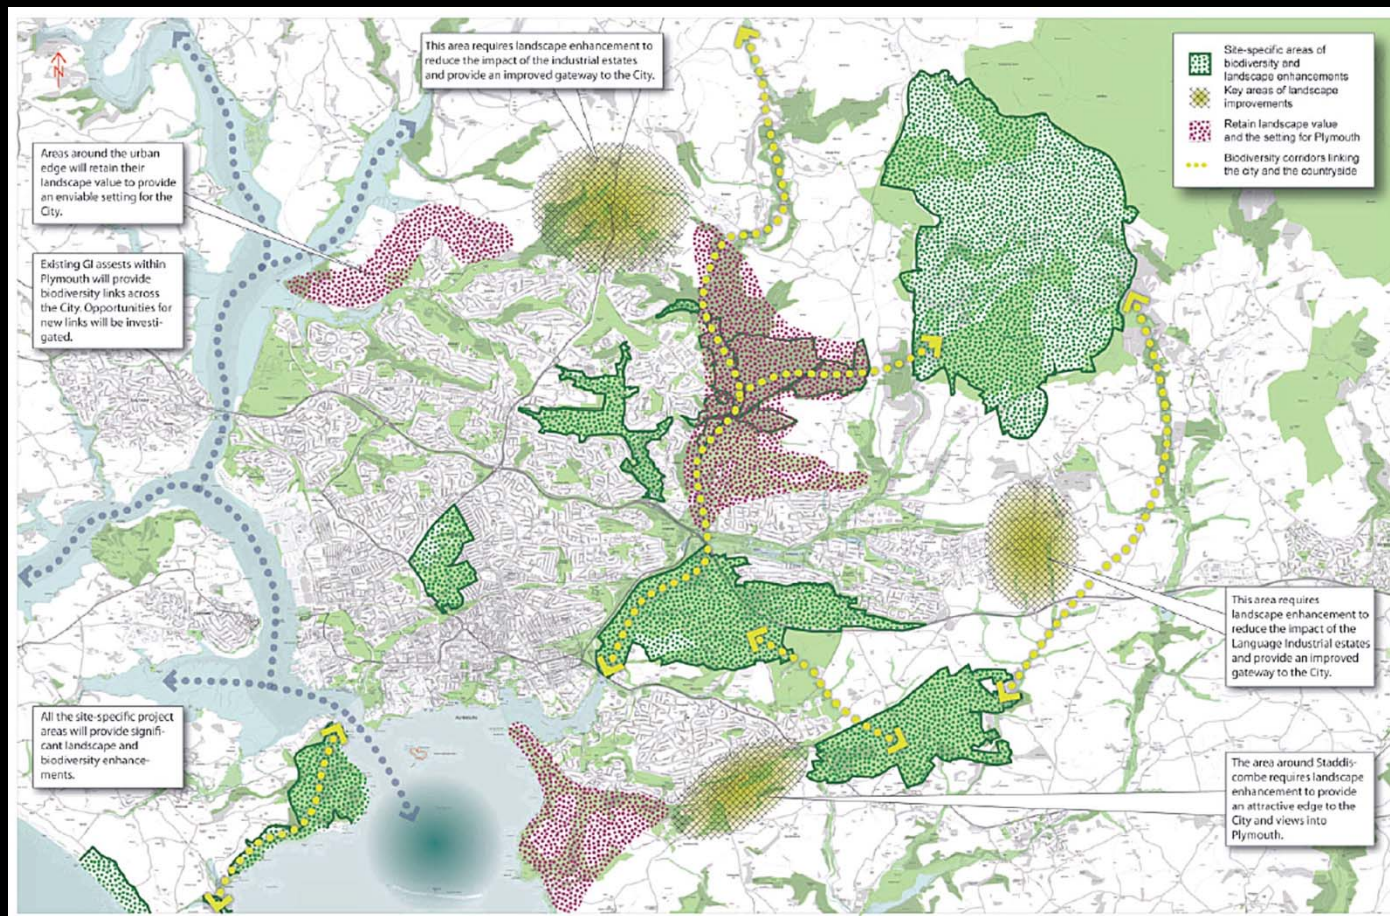 This area requires landscape enhancement to
reduce the impact of the industrial estates
and provide an improved gateway to the City.
Site-specific areas of
biodiversity and
landscape enhancements
Key areas of landscape
improvements
Retain landscape value
and the setting for Plymouth
Biodiversity corridors linking
the city and the countryside
N
Areas around the urban
edge will retain their
landscape value to provide
an enviable setting for the
City.
Existing GI assests within
Plymouth will provide
biodiversity links across
the City. Opportunities for
new links will be investi-
gated.
This area requires
landscape enhancement to
reduce the impact of the
Language Industrial estates
and provide an improved
gateway to the City.
All the site-specific project
areas will provide signifi-
cant landscape and
biodiversity enhance-
ments.
The area around Staddis-
combe requires landscape
enhancement to provide
an attractive edge to the
City and views into
Plymouth.